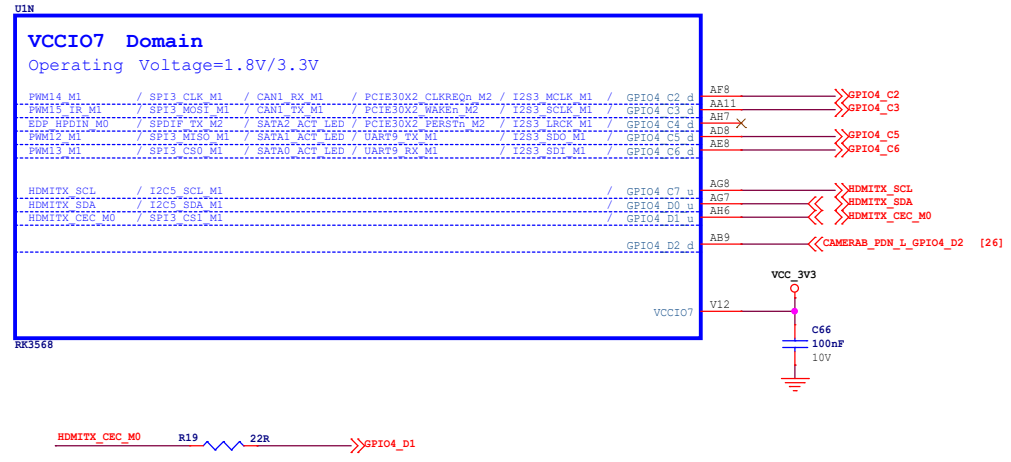 U1N
VCCIO7 Domain
Operating Voltage=1.8V/3.3V
PWM14_M1 / SPI3_CLK_M1 / CAN1_RX_M1 / PCIE30X2_CLKREQn_M2 / I2S3_MCLK_M1 / GPIO4_C2_d AF8 GPIO4_C2
PWM15_IR_M1 / SPI3_MOSI_M1 / CAN1_TX_M1 / PCIE30X2_WAKEn_M2 / I2S3_SCLK_M1 / GPIO4_C3_d AA11 GPIO4_C3
EDP_HPDIN_M0 / SPDIF_TX_M2 / SATA2_ACT_LED / PCIE30X2_PERSTn_M2 / I2S3_LRCK_M1 / GPIO4_C4_d AH7
PWM12_M1 / SPI3_MISO_M1 / SATA1_ACT_LED / UART9_TX_M1 / I2S3_SDO_M1 / GPIO4_C5_d AD8 GPIO4_C5
PWM13_M1 / SPI3_CS0_M1 / SATA0_ACT_LED / UART9_RX_M1 / I2S3_SDI_M1 / GPIO4_C6_d AE8 GPIO4_C6
HDMITX_SCL / I2C5_SCL_M1 / GPIO4_C7_u AG8 HDMITX_SCL
HDMITX_SDA / I2C5_SDA_M1 / GPIO4_D0_u AG7 HDMITX_SDA
HDMITX_CEC_M0 / SPI3_CS1_M1 / GPIO4_D1_u AH6 HDMITX_CEC_M0
GPIO4_D2_d AB9 CAMERAB_PDN_L_GPIO4_D2 [26]
VCC_3V3
VCCIO7 V12
C66
100nF
10V
RK3568
HDMITX_CEC_M0 R19 22R GPIO4_D1